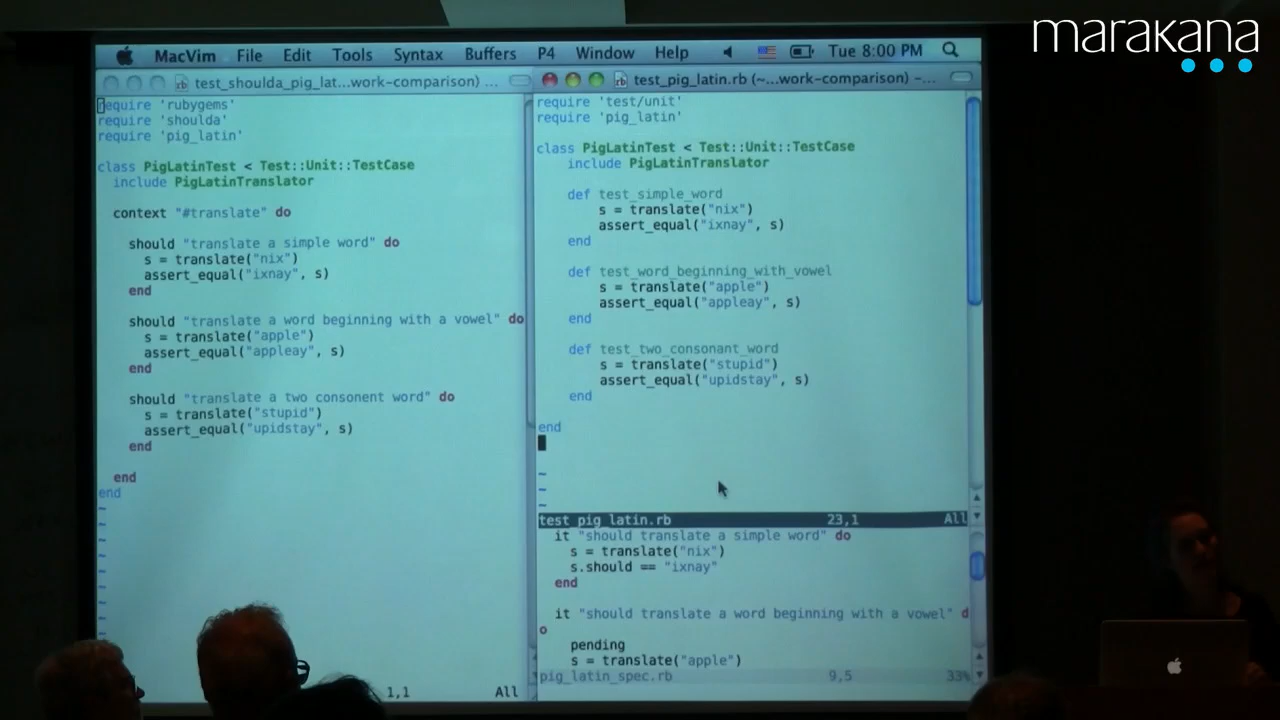 marakana
MacVim File Edit Tools Syntax Buffers P4 Window Help Tue 8:00 PM
test_shoulda_pig_lat...work-comparison) ...
require 'rubygems'
require 'shoulda'
require 'pig_latin'
class PigLatinTest < Test::Unit::TestCase
include PigLatinTranslator
context "#translate" do
should "translate a simple word" do
s = translate("nix")
assert_equal("ixnay", s)
end
should "translate a word beginning with a vowel" do
s = translate("apple")
assert_equal("appleay", s)
end
should "translate a two consonent word" do
s = translate("stupid")
assert_equal("upidstay", s)
end
end
end
~
~
~
~
~
~
~
~
~
1,1 All
test_pig_latin.rb (~...work-comparison) –...
require 'test/unit'
require 'pig_latin'
class PigLatinTest < Test::Unit::TestCase
include PigLatinTranslator
def test_simple_word
s = translate("nix")
assert_equal("ixnay", s)
end
def test_word_beginning_with_vowel
s = translate("apple")
assert_equal("appleay", s)
end
def test_two_consonant_word
s = translate("stupid")
assert_equal("upidstay", s)
end
end
~
~
~
test_pig_latin.rb 23,1 All
it "should translate a simple word" do
s = translate("nix")
s.should == "ixnay"
end
it "should translate a word beginning with a vowel" d
o
pending
s = translate("apple")
pig_latin_spec.rb 9,5 33%